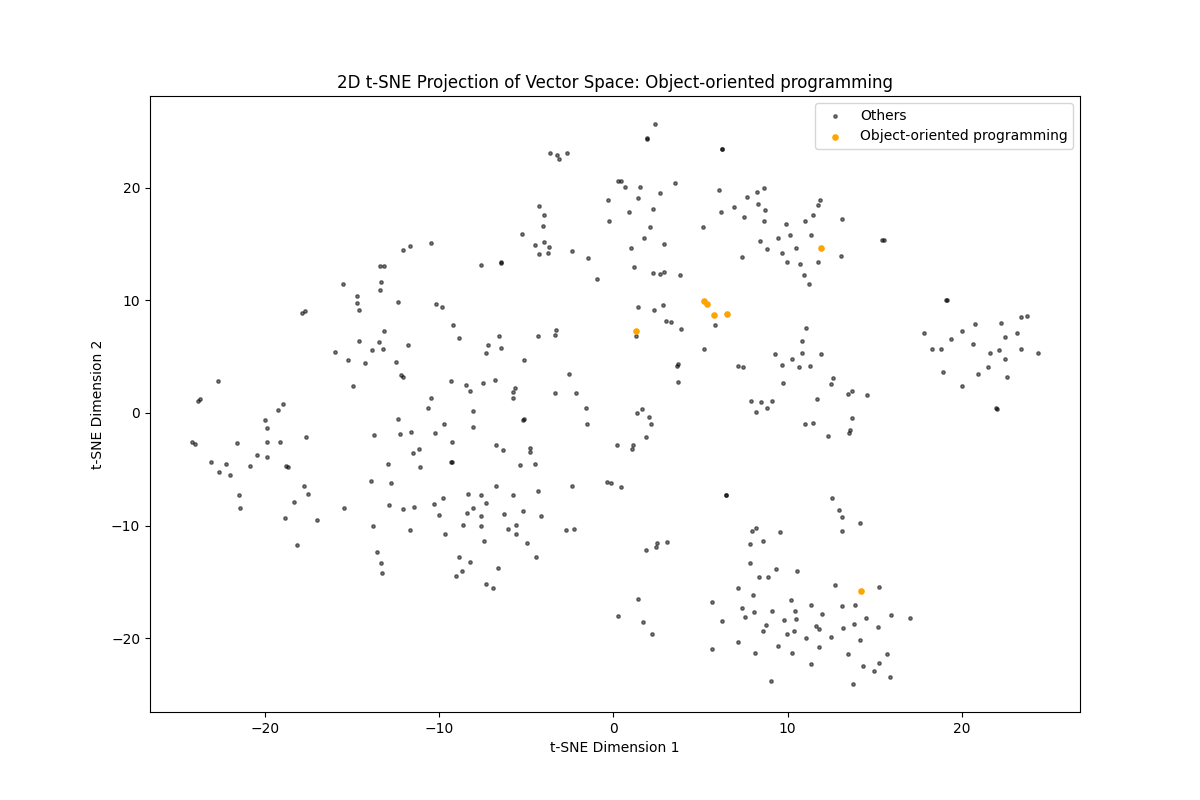 2D t-SNE Projection of Vector Space: Object-oriented programming
Others
Object-oriented programming
t-SNE Dimension 2
20
10
0
−10
−20
−20
−10
0
10
20
t-SNE Dimension 1